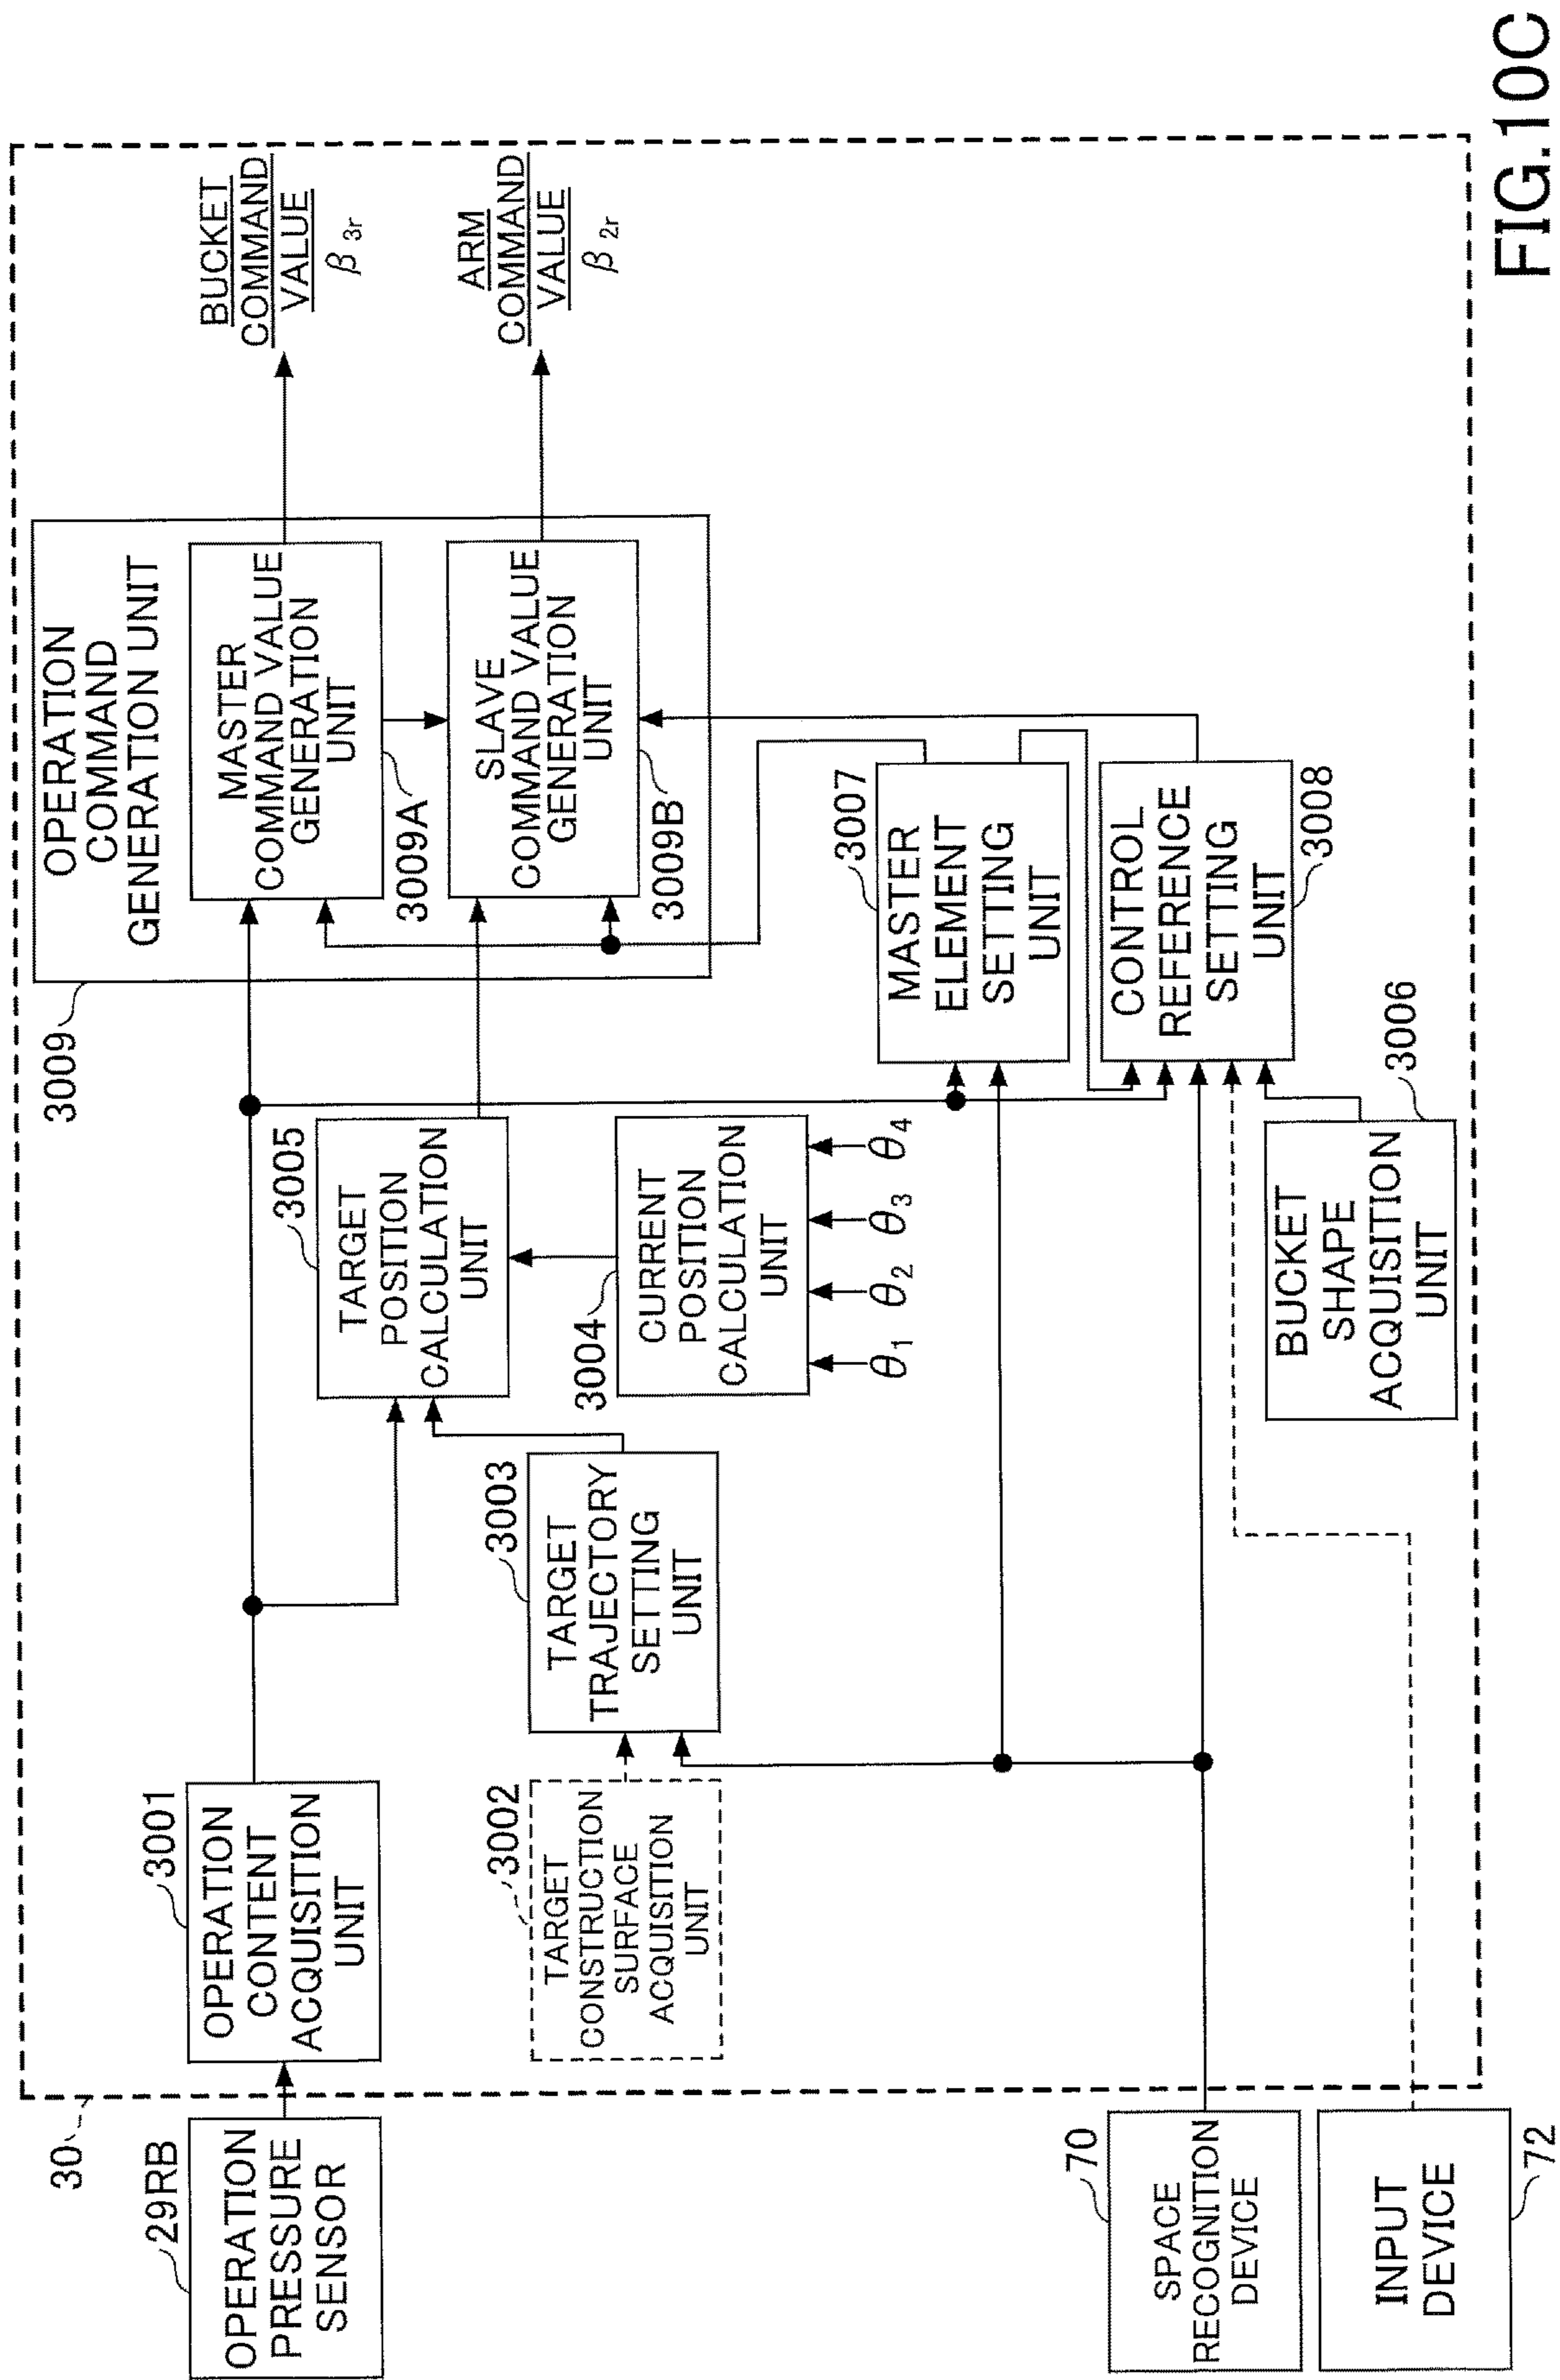 30
29RB
OPERATION
PRESSURE
SENSOR
3001
OPERATION
CONTENT
ACQUISITION
UNIT
3002
TARGET
CONSTRUCTION
SURFACE
ACQUISITION
UNIT
3003
TARGET
TRAJECTORY
SETTING
UNIT
3005
TARGET
POSITION
CALCULATION
UNIT
3004
CURRENT
POSITION
CALCULATION
UNIT
θ1 θ2 θ3 θ4
3009
OPERATION
COMMAND
GENERATION UNIT
MASTER
COMMAND VALUE
GENERATION
UNIT
3009A
SLAVE
COMMAND VALUE
GENERATION
UNIT
3009B
BUCKET
COMMAND
VALUE
β3r
ARM
COMMAND
VALUE
β2r
3007
MASTER
ELEMENT
SETTING
UNIT
CONTROL
REFERENCE
SETTING
UNIT
3008
3006
BUCKET
SHAPE
ACQUISITION
UNIT
70
SPACE
RECOGNITION
DEVICE
INPUT
DEVICE
72
FIG.10C